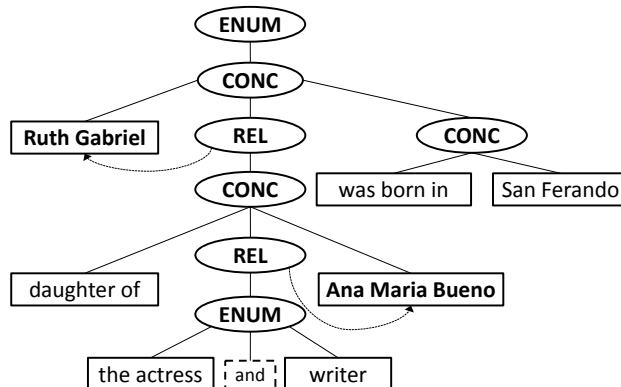 ENUM
CONC
Ruth Gabriel
REL
CONC
was born in
San Ferando
CONC
REL
daughter of
Ana Maria Bueno
ENUM
the actress
and
writer